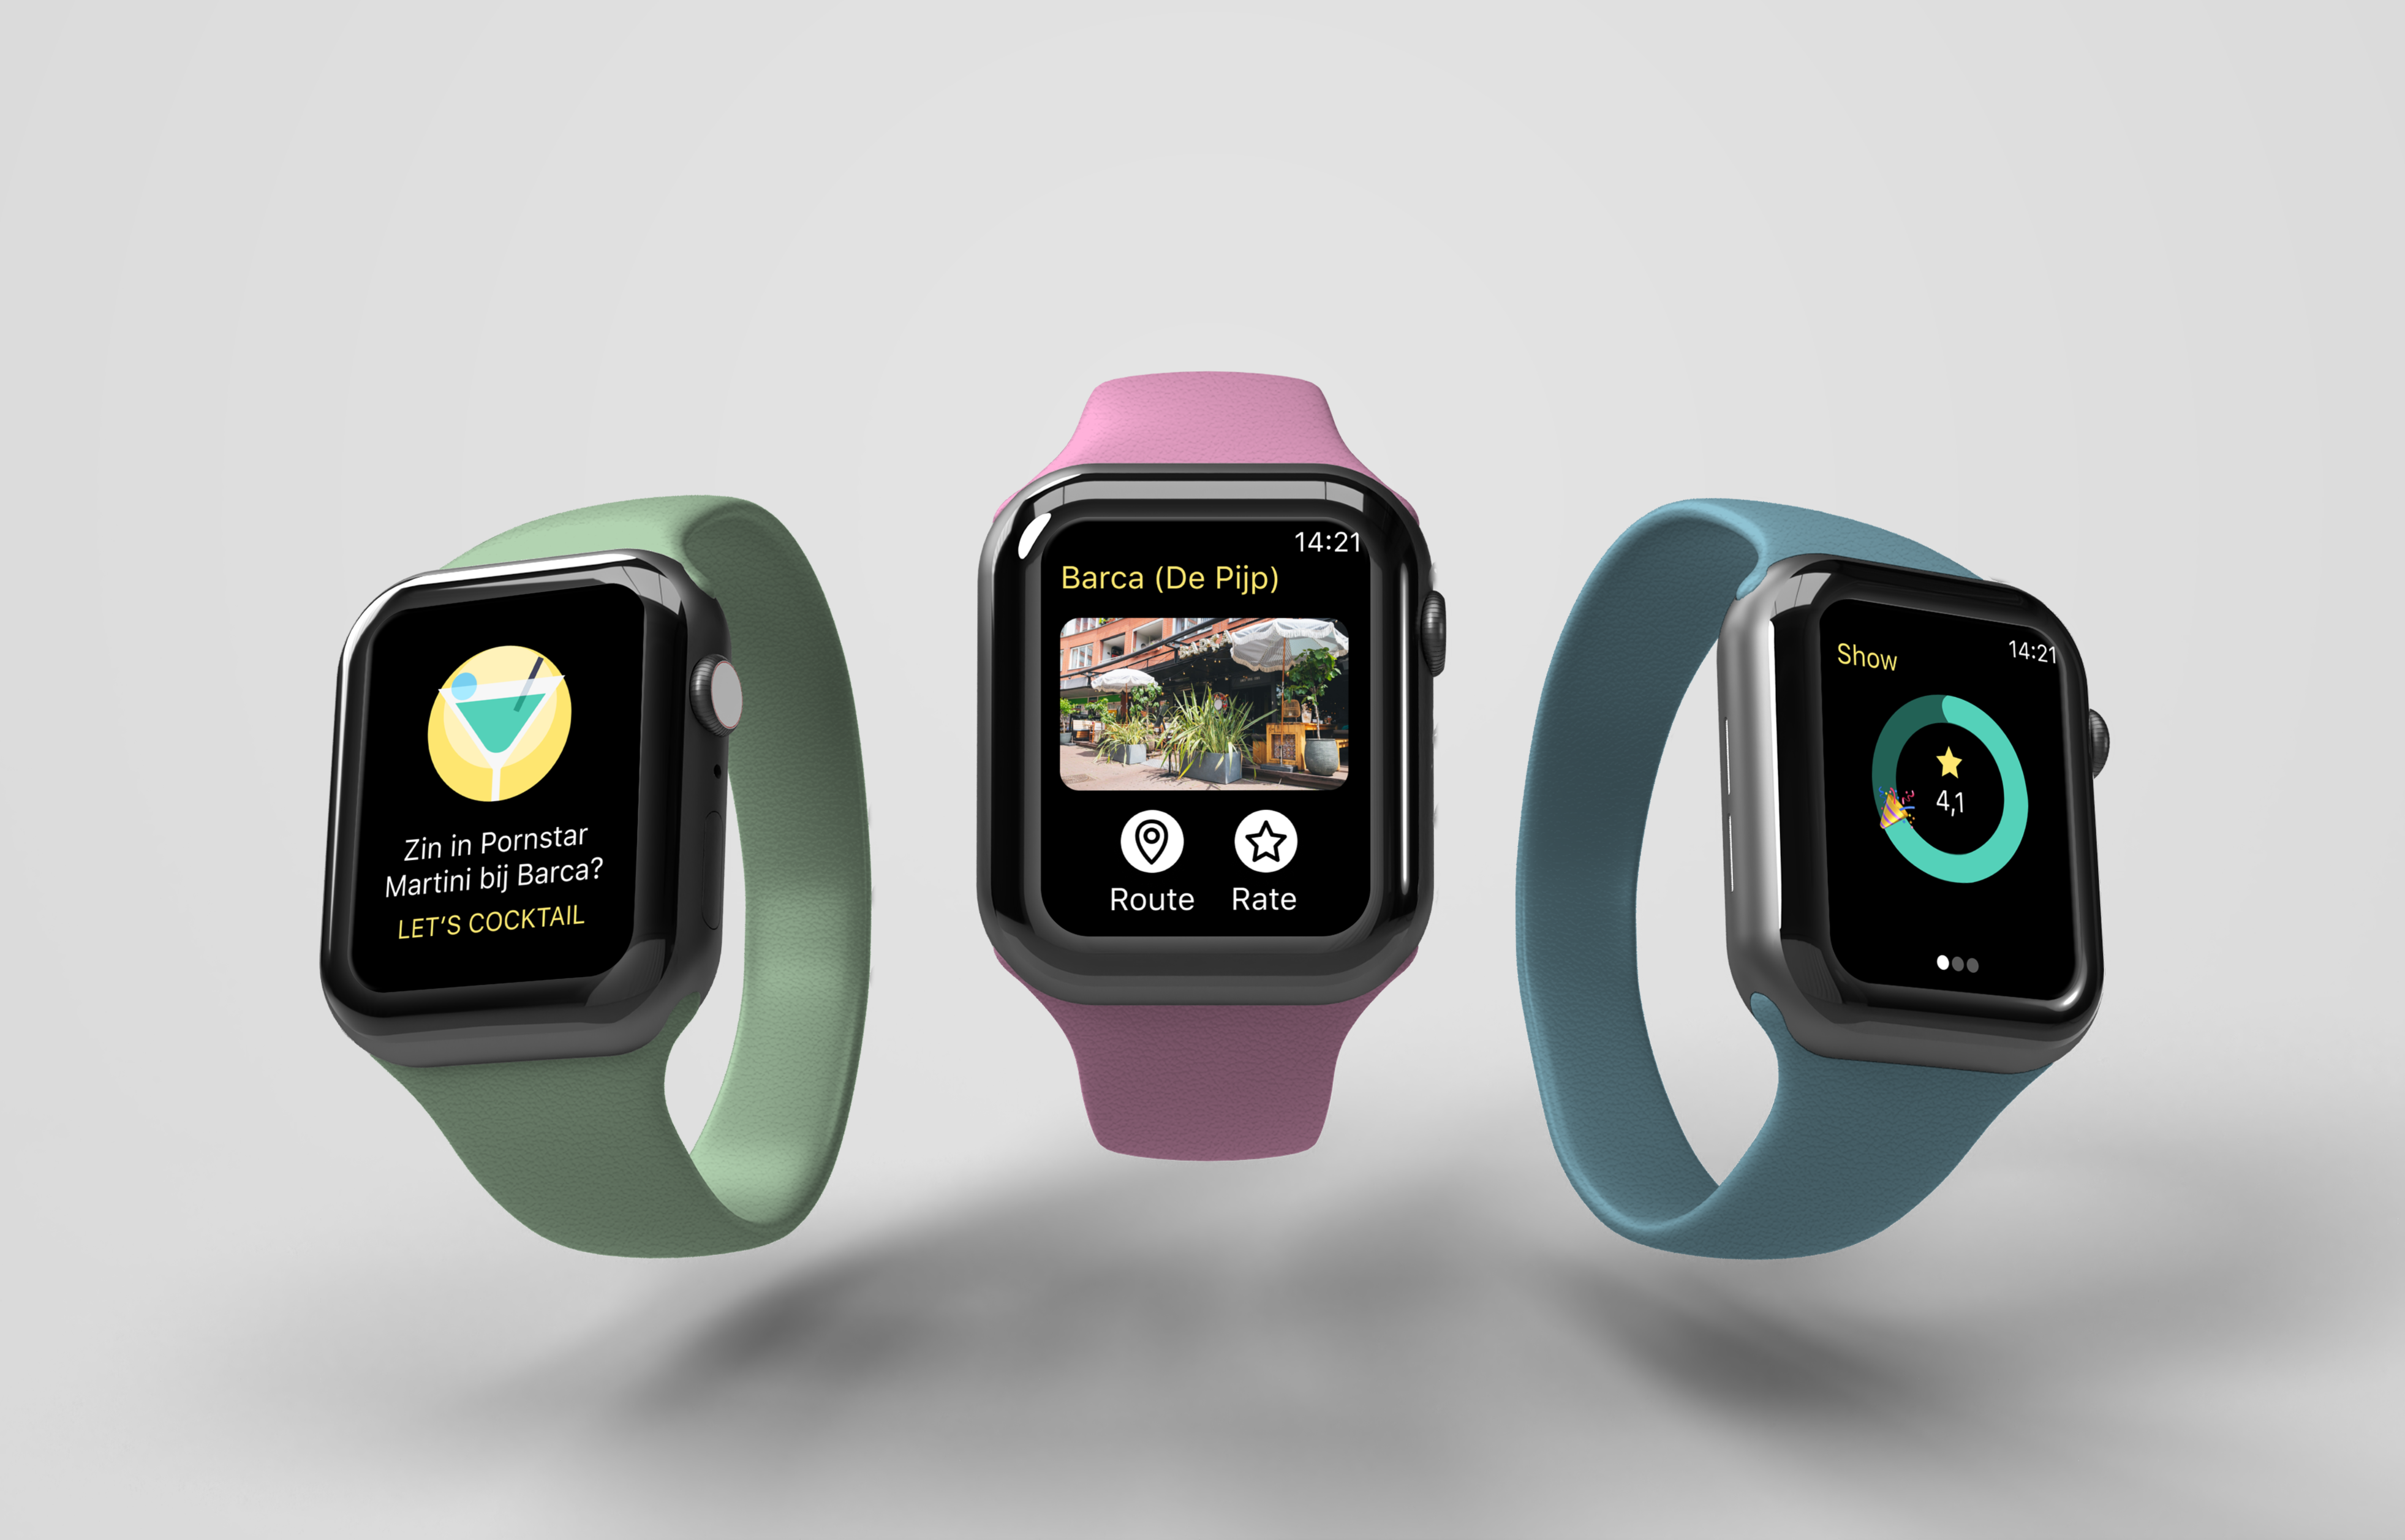 Zin in Pornstar
Martini bij Barca?
LET'S COCKTAIL
14:21
Barca (De Pijp)
Route
Rate
Show
14:21
4,1